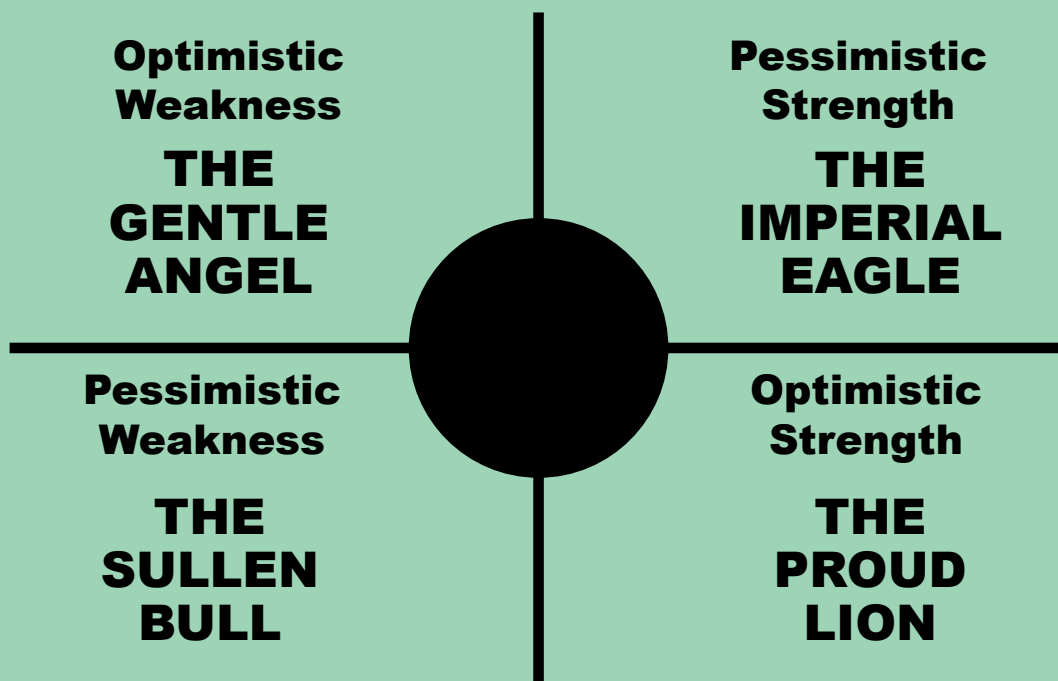 Optimistic
Weakness
THE
GENTLE
ANGEL
Pessimistic
Strength
THE
IMPERIAL
EAGLE
Pessimistic
Weakness
THE
SULLEN
BULL
Optimistic
Strength
THE
PROUD
LION